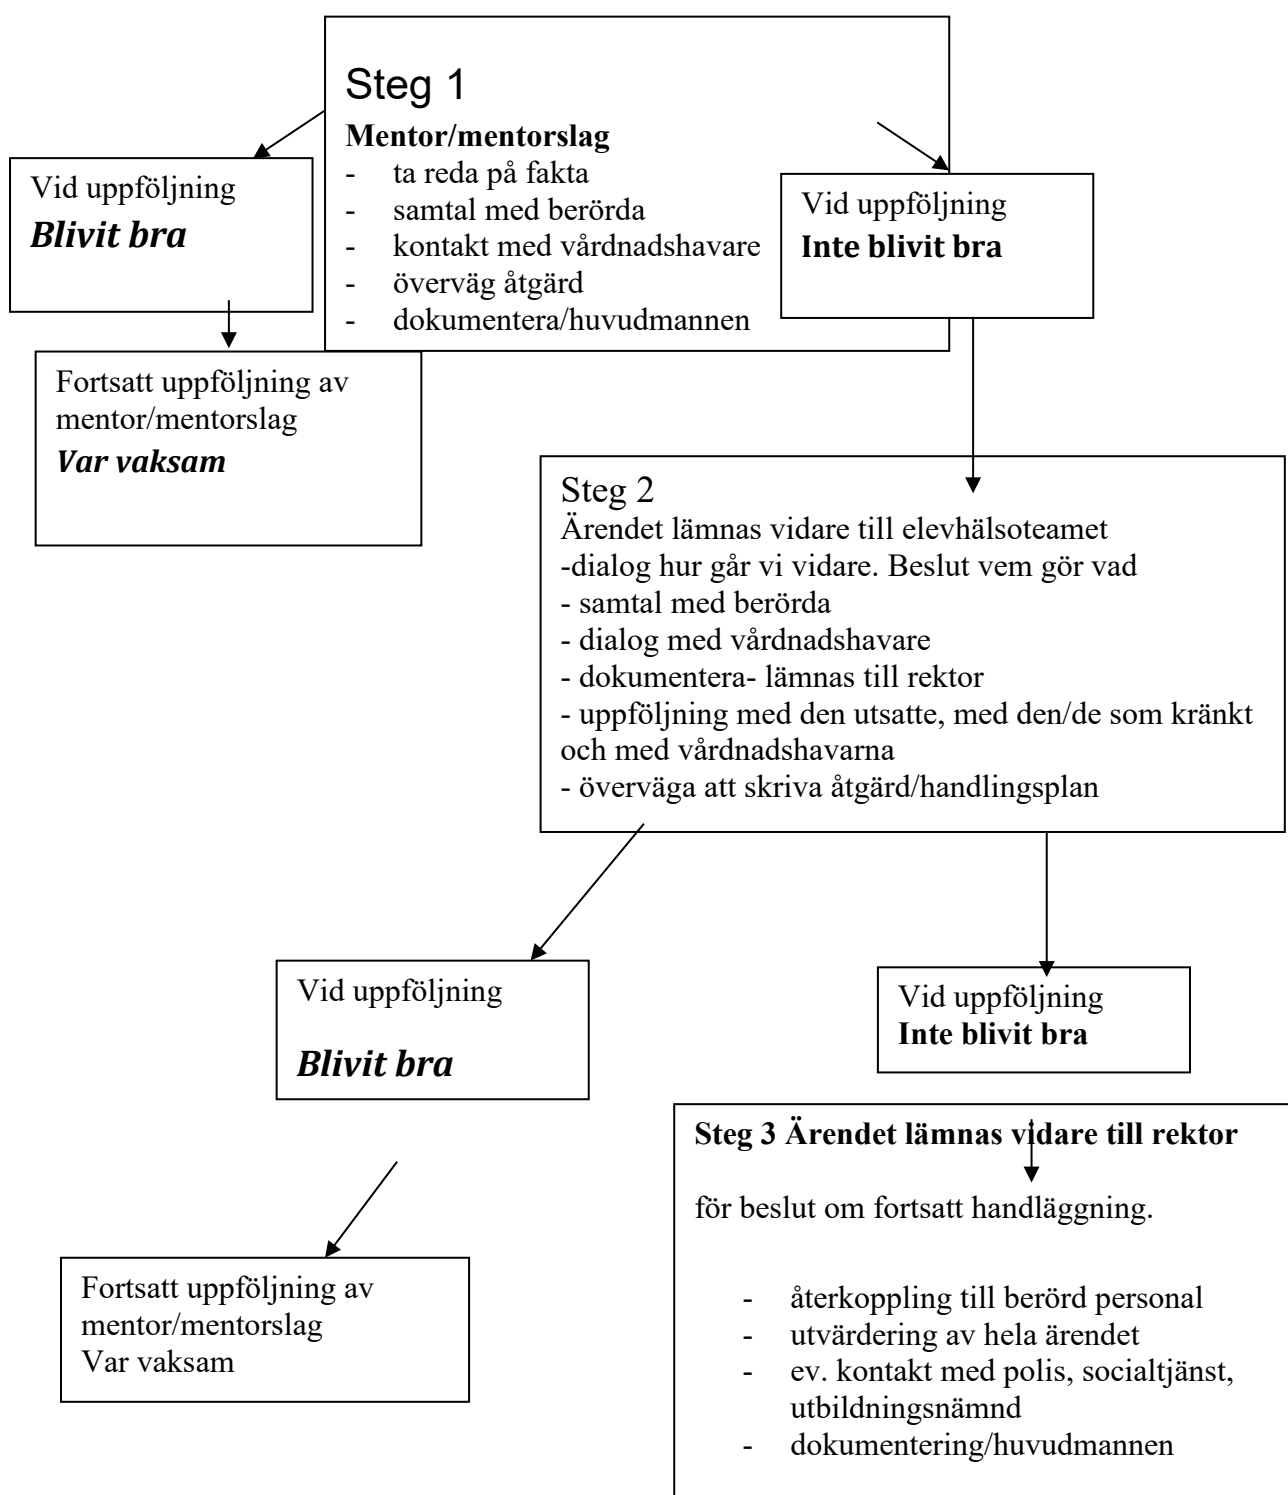 Steg 1
Mentor/mentorslag
- ta reda på fakta
- samtal med berörda
- kontakt med vårdnadshavare
- överväg åtgärd
- dokumentera/huvudmannen
Vid uppföljning
Blivit bra
Vid uppföljning
Inte blivit bra
Fortsatt uppföljning av
mentor/mentorslag
Var vaksam
Steg 2
Ärendet lämnas vidare till elevhälsoteamet
-dialog hur går vi vidare. Beslut vem gör vad
- samtal med berörda
- dialog med vårdnadshavare
- dokumentera- lämnas till rektor
- uppföljning med den utsatte, med den/de som kränkt
och med vårdnadshavarna
- överväga att skriva åtgärd/handlingsplan
Vid uppföljning
Blivit bra
Vid uppföljning
Inte blivit bra
Fortsatt uppföljning av
mentor/mentorslag
Var vaksam
Steg 3 Ärendet lämnas vidare till rektor
för beslut om fortsatt handläggning.
- återkoppling till berörd personal
- utvärdering av hela ärendet
- ev. kontakt med polis, socialtjänst,
utbildningsnämnd
- dokumentering/huvudmannen